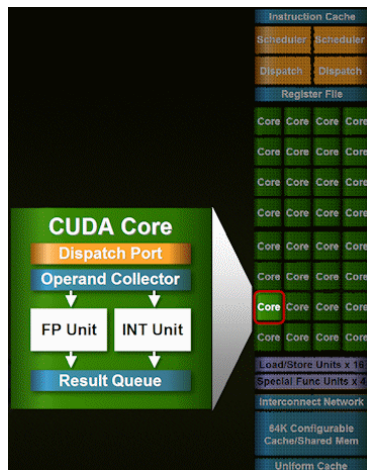 Instruction Cache
Scheduler Scheduler
Dispatch Dispatch
Register File
Core Core Core Core
Core Core Core Core
Core Core Core Core
Core Core Core Core
Core Core Core Core
Core Core Core Core
Core Core Core Core
Core Core Core Core
Load/Store Units x 16
Special Func Units x 4
Interconnect Network
64K Configurable
Cache/Shared Mem
Uniform Cache
CUDA Core
Dispatch Port
Operand Collector
FP Unit INT Unit
Result Queue